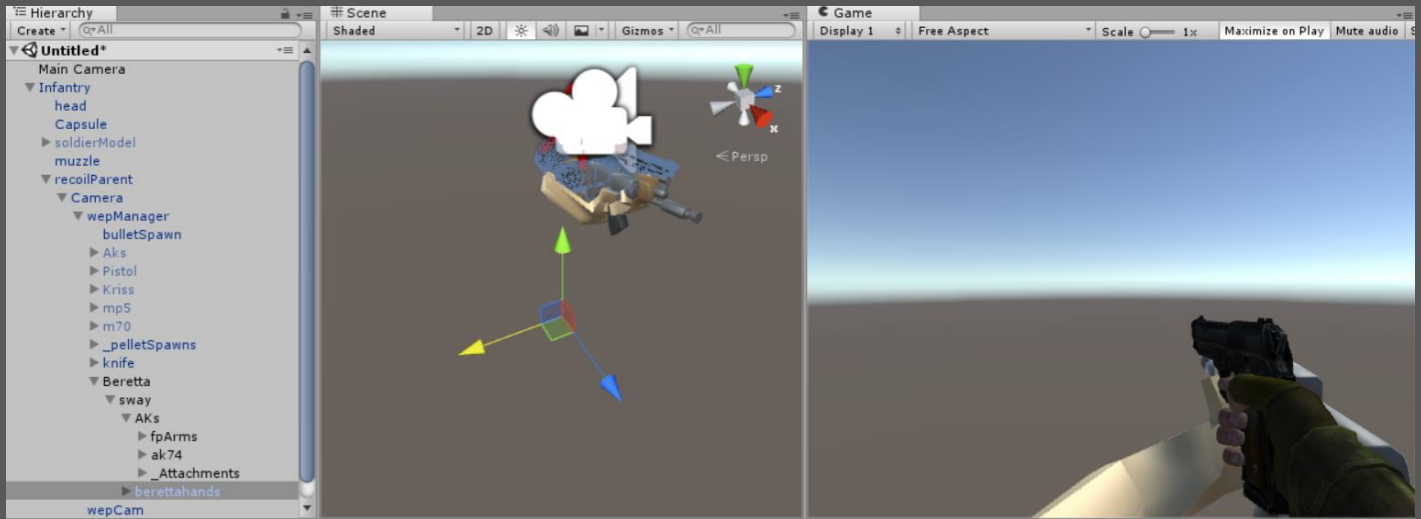 Hierarchy
Create
All
Untitled*
Main Camera
Infantry
head
Capsule
soldierModel
muzzle
recoilParent
Camera
wepManager
bulletSpawn
Aks
Pistol
Kriss
mp5
m70
_pelletSpawns
knife
Beretta
sway
AKs
fpArms
ak74
_Attachments
berettahands
wepCam
Scene
Shaded
2D
Gizmos
All
z
x
Persp
Game
Display 1
Free Aspect
Scale
1x
Maximize on Play
Mute audio
S